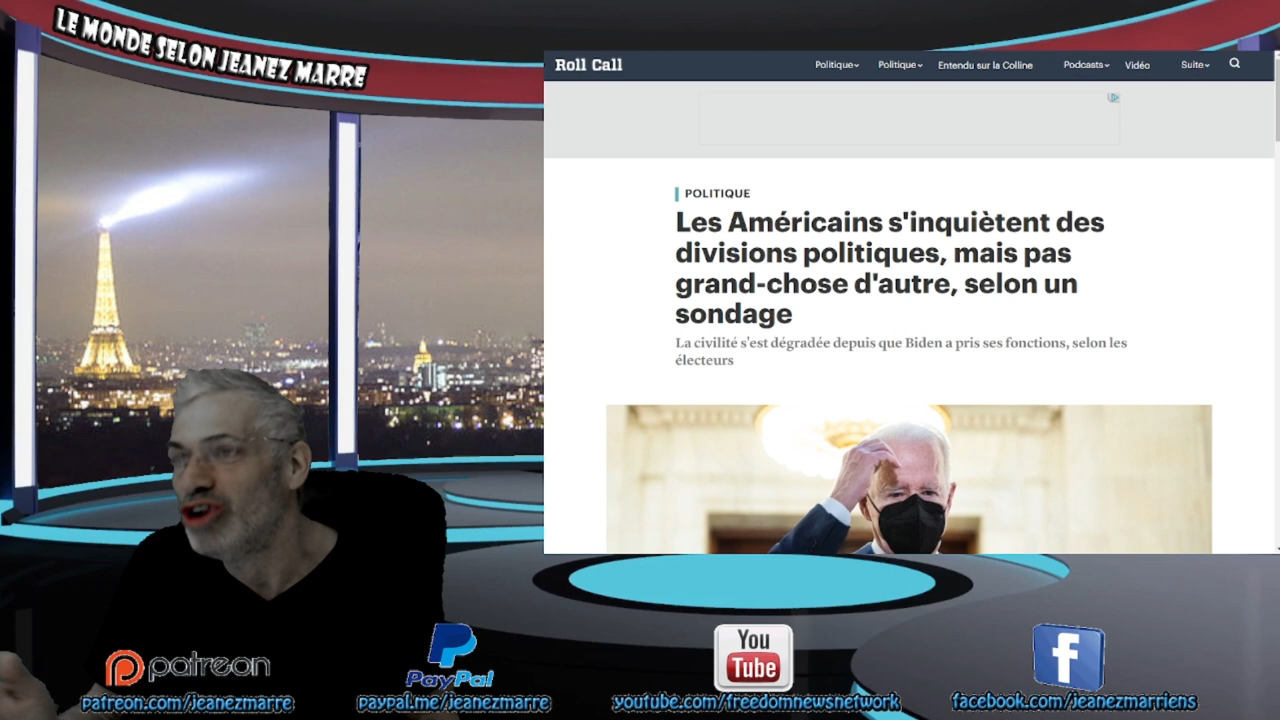 LE MONDE SELON JEANEZ MARRE
Roll Call
Politique
Politique
Entendu sur la Colline
Podcasts
Vidéo
Suite
POLITIQUE
Les Américains s'inquiètent des
divisions politiques, mais pas
grand-chose d'autre, selon un
sondage
La civilité s'est dégradée depuis que Biden a pris ses fonctions, selon les
électeurs
patreon
patreon.com/jeanezmarre
PayPal
paypal.me/jeanezmarre
You
Tube
youtube.com/freedomnewsnetwork
f
facebook.com/jeanezmarriens